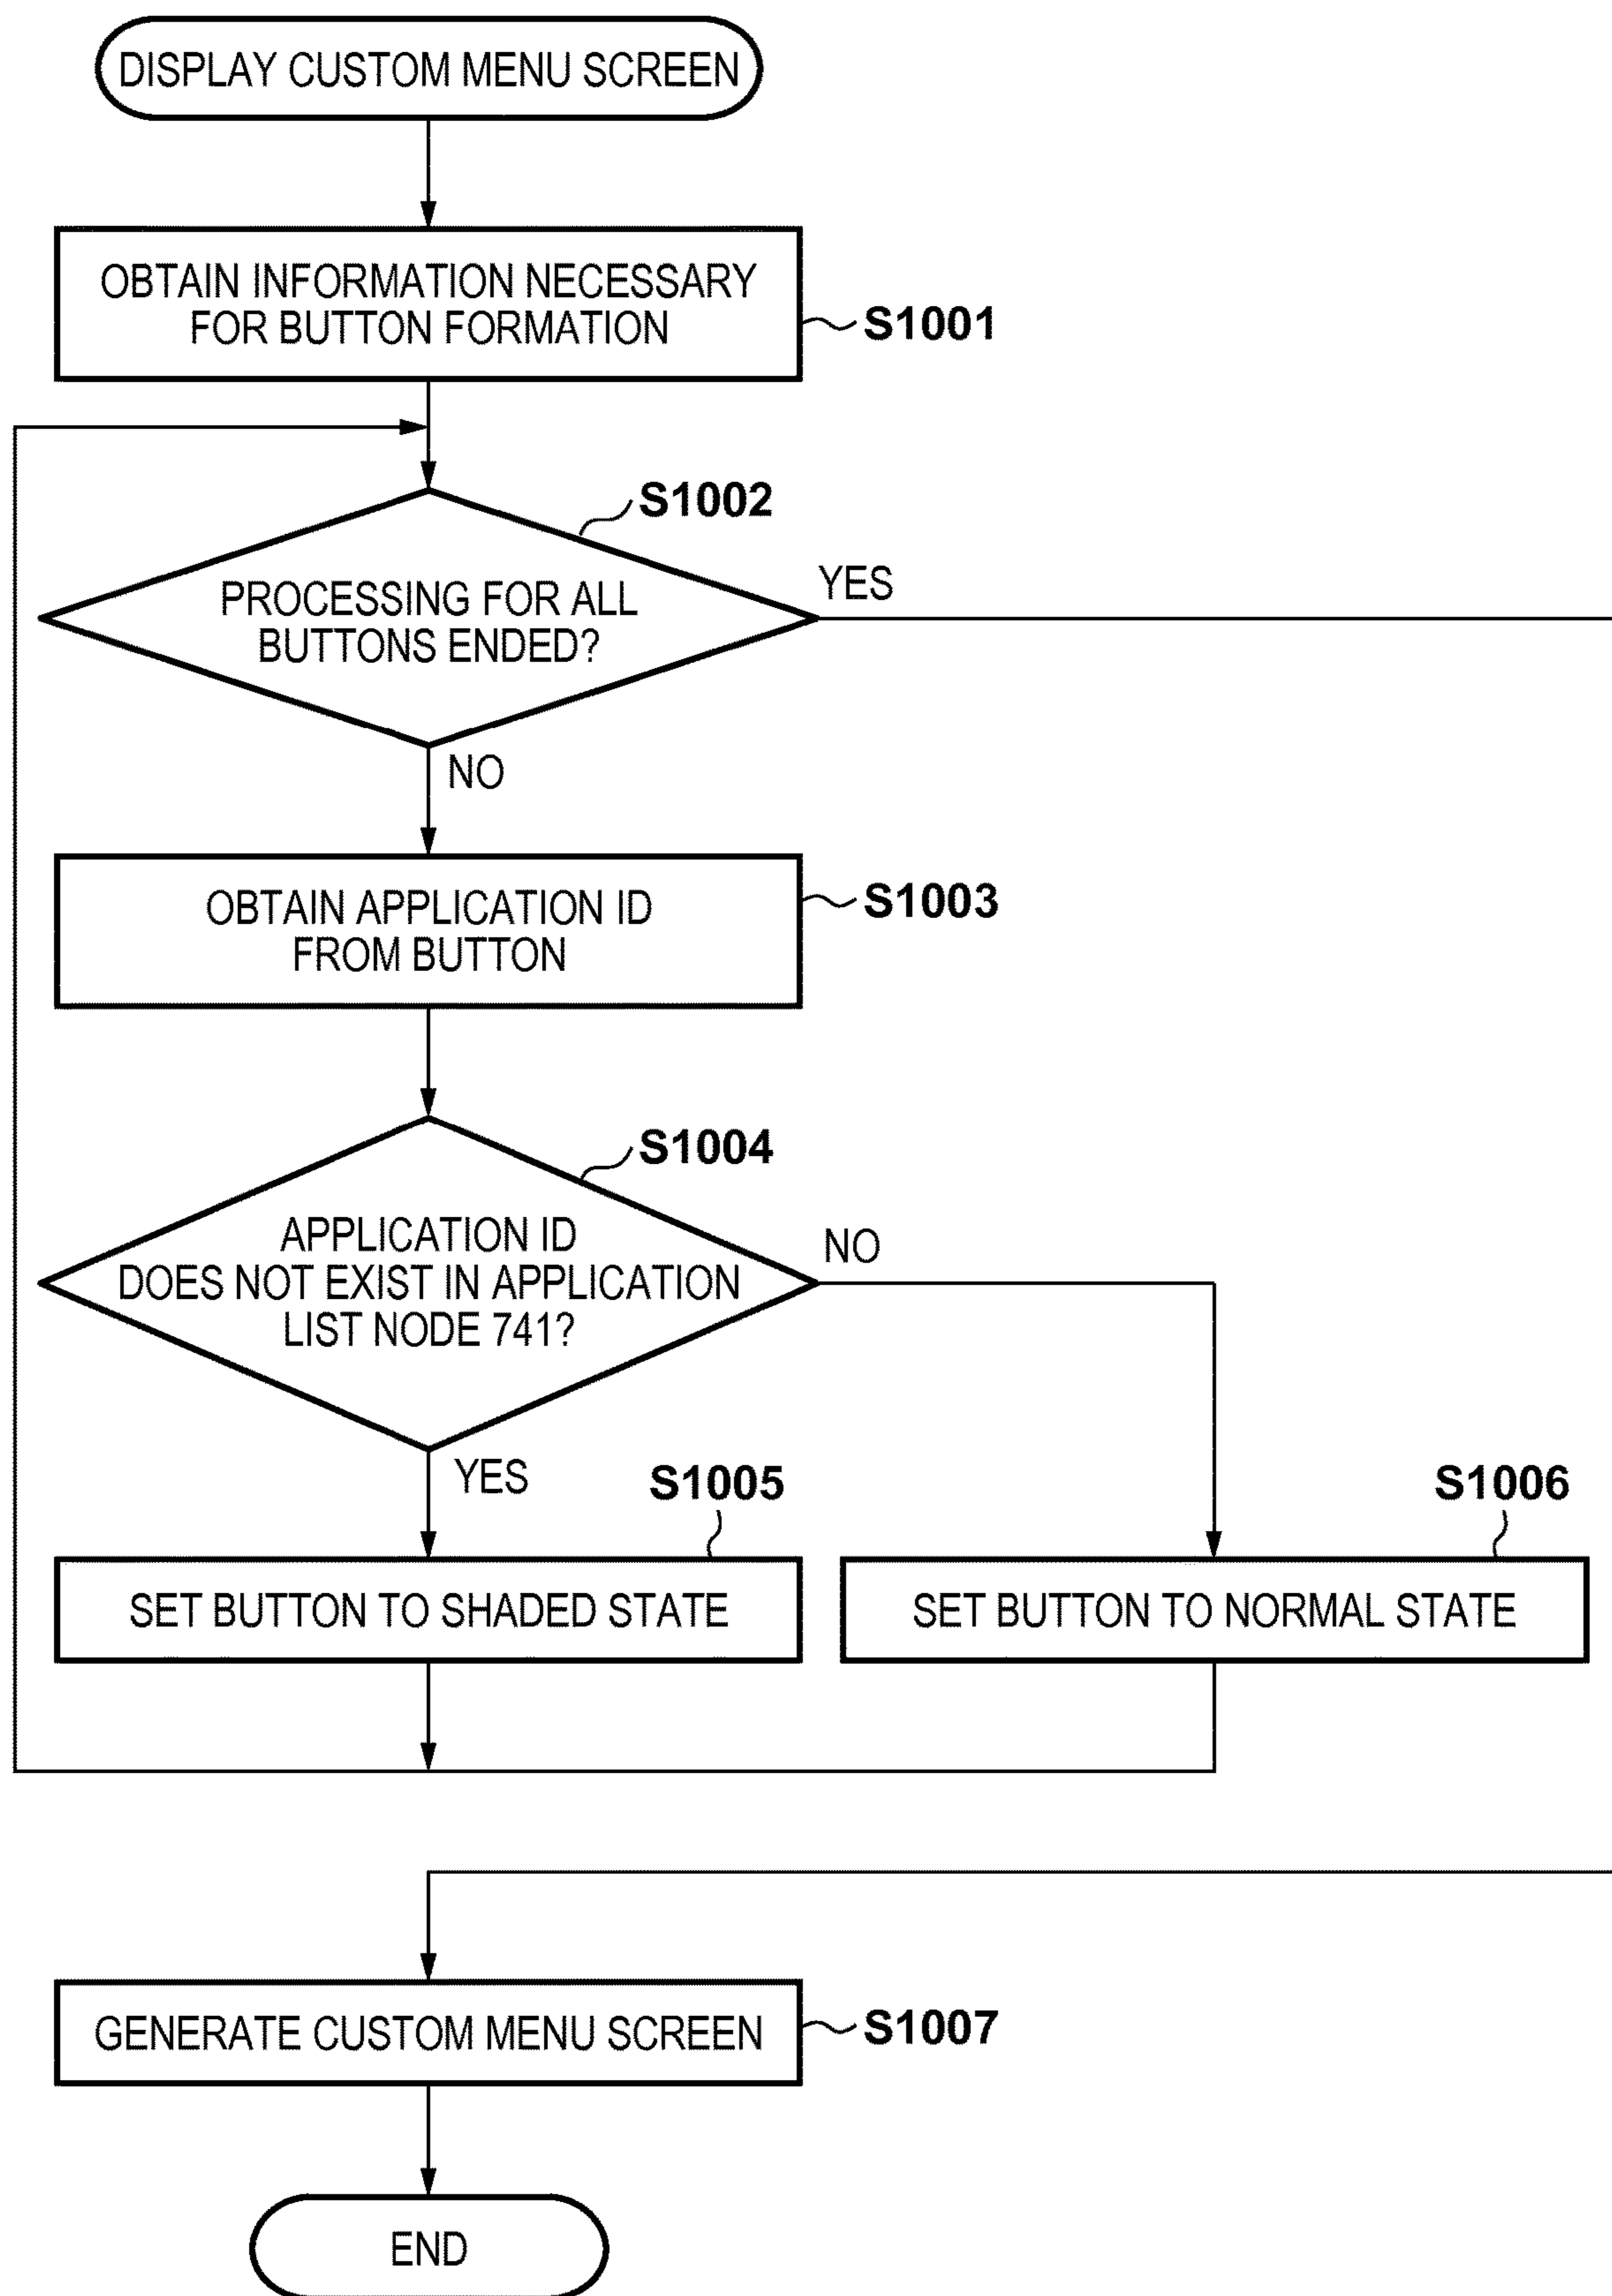 DISPLAY CUSTOM MENU SCREEN
OBTAIN INFORMATION NECESSARY
FOR BUTTON FORMATION
S1001
S1002
PROCESSING FOR ALL
BUTTONS ENDED?
YES
NO
OBTAIN APPLICATION ID
FROM BUTTON
S1003
S1004
APPLICATION ID
DOES NOT EXIST IN APPLICATION
LIST NODE 741?
NO
YES
S1005
S1006
SET BUTTON TO SHADED STATE
SET BUTTON TO NORMAL STATE
GENERATE CUSTOM MENU SCREEN
S1007
END